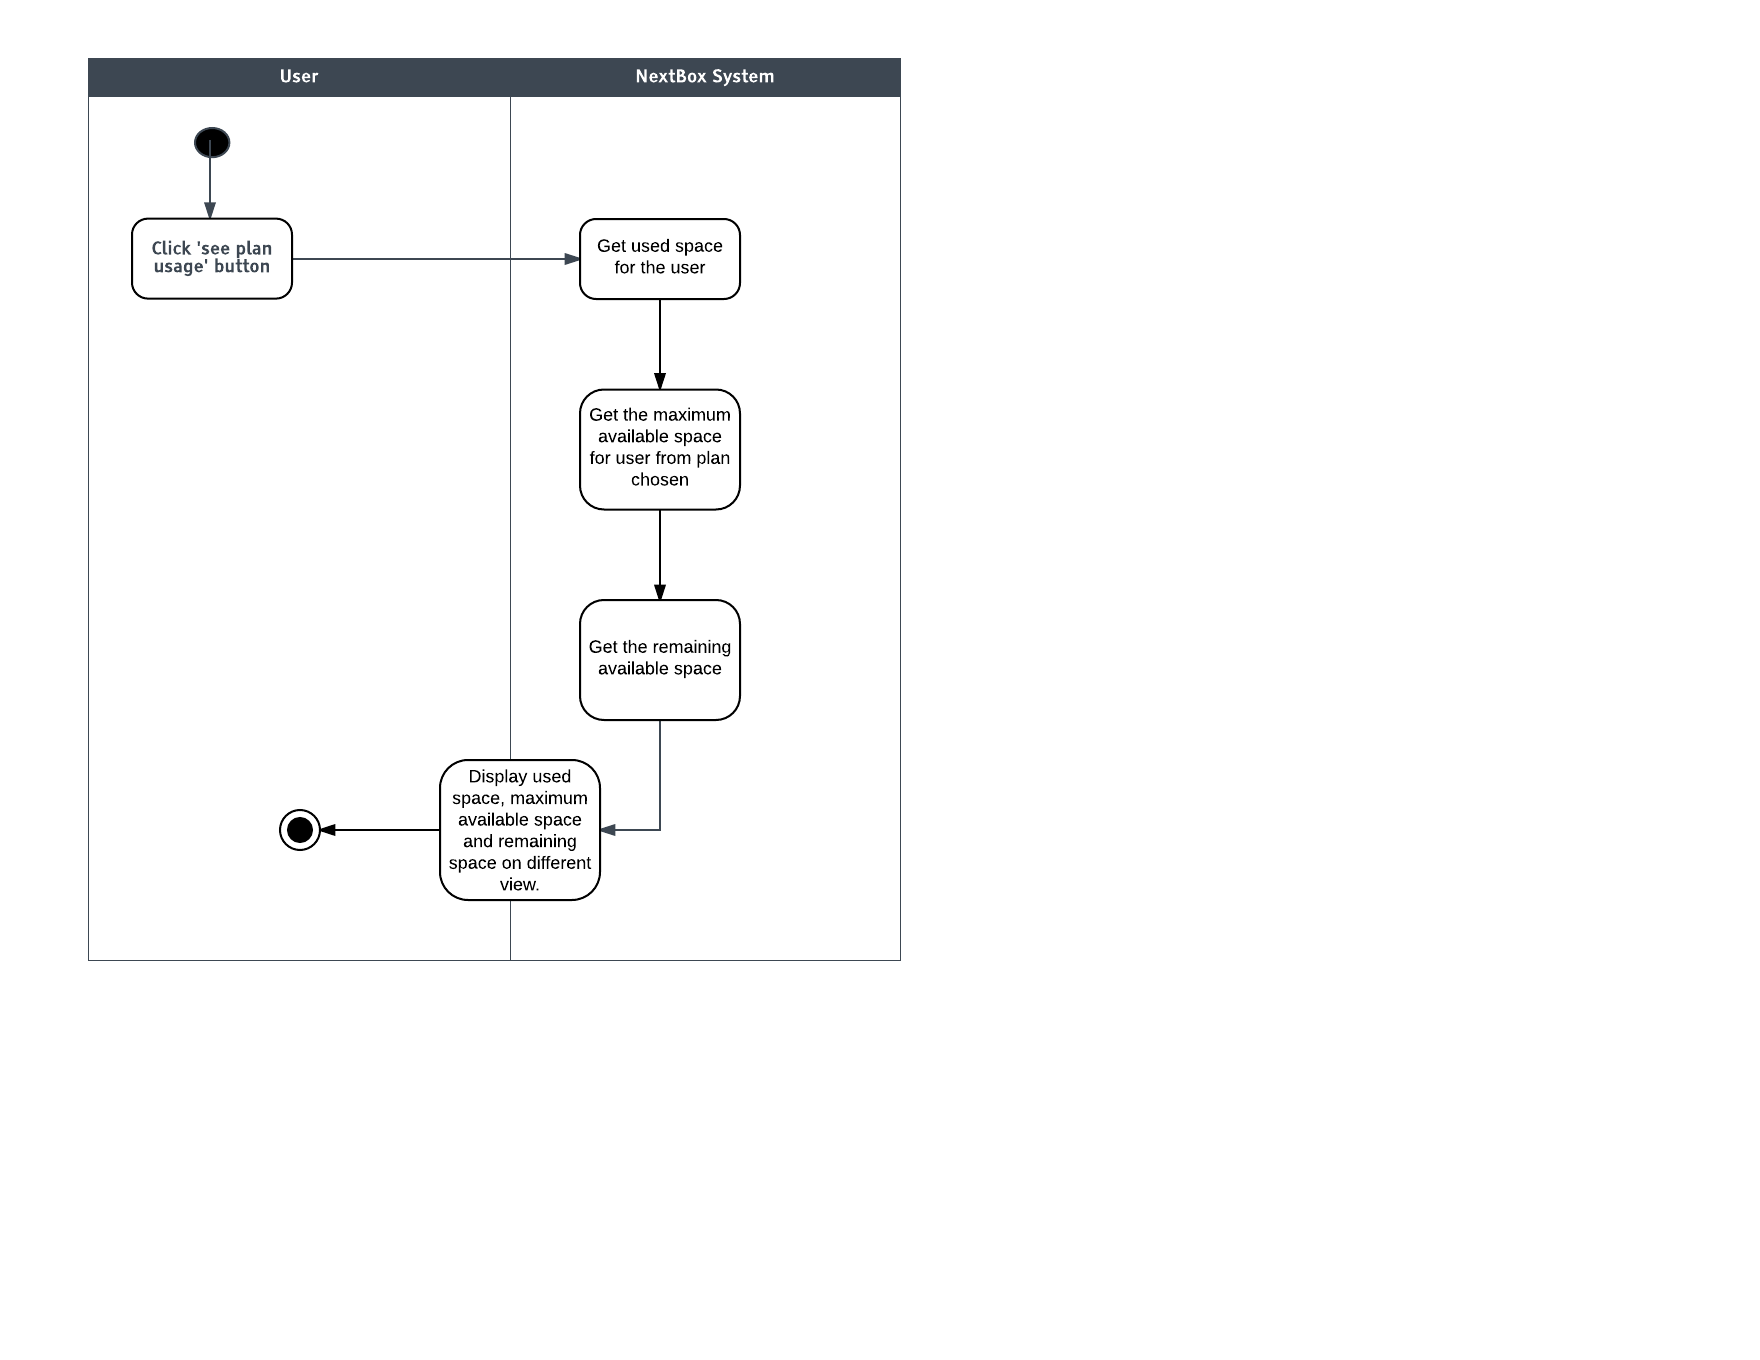 User
NextBox System
Click 'see plan
usage' button
Get used space
for the user
Get the maximum
available space
for user from plan
chosen
Get the remaining
available space
Display used
space, maximum
available space
and remaining
space on different
view.